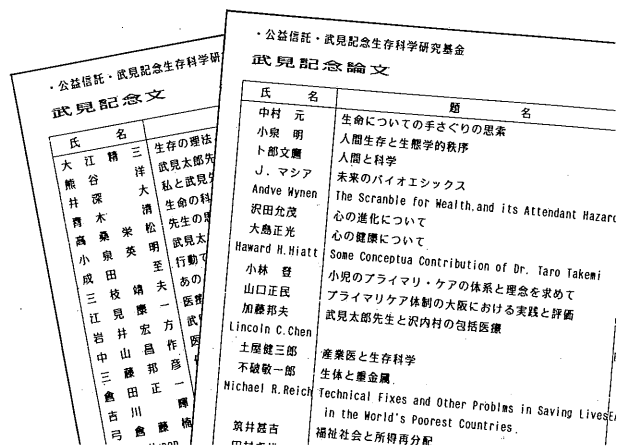 ・公益信託・武見記念生存科学研
武見記念文
氏 名
大江精三 生存の理法
熊谷洋 武見太郎先
井深大 私と武見先
青木清 生命の科
高桑栄松 先生の思
小泉英明 武見太
成田至 行動て
三枝靖夫 あの
江見康一 医療
岩井宏方 武
中山昌作 医
三藤邦彦
倉田正一
古川暉
弓倉藤楠
・公益信託・武見記念生存科学研究基金
武見記念論文
氏 名 題 名
中村元 生命についての手さぐりの思索
小泉明 人間生存と生態学的秩序
卜部文麿 人間と科学
J.マシア 未来のバイオエシックス
Andve Wynen The Scranble for Wealth,and its Attendant Hazard
沢田允茂 心の進化について
大島正光 心の健康について
Haward H.Hiatt Some Conceptua Contribution of Dr. Taro Takemi
小林登 小児のプライマリ・ケアの体系と理念を求めて
山口正民 プライマリケア体制の大阪における実践と評価
加藤邦夫 武見太郎先生と沢内村の包括医療
Lincoln C.Chen
土屋健三郎 産業医と生存科学
不破敬一郎 生体と重金属
Michael R.Reich Technical Fixes and Other Problms in Saving Lives
in the World's Poorest Countries.
筑井甚吉 福祉社会と所得再分配